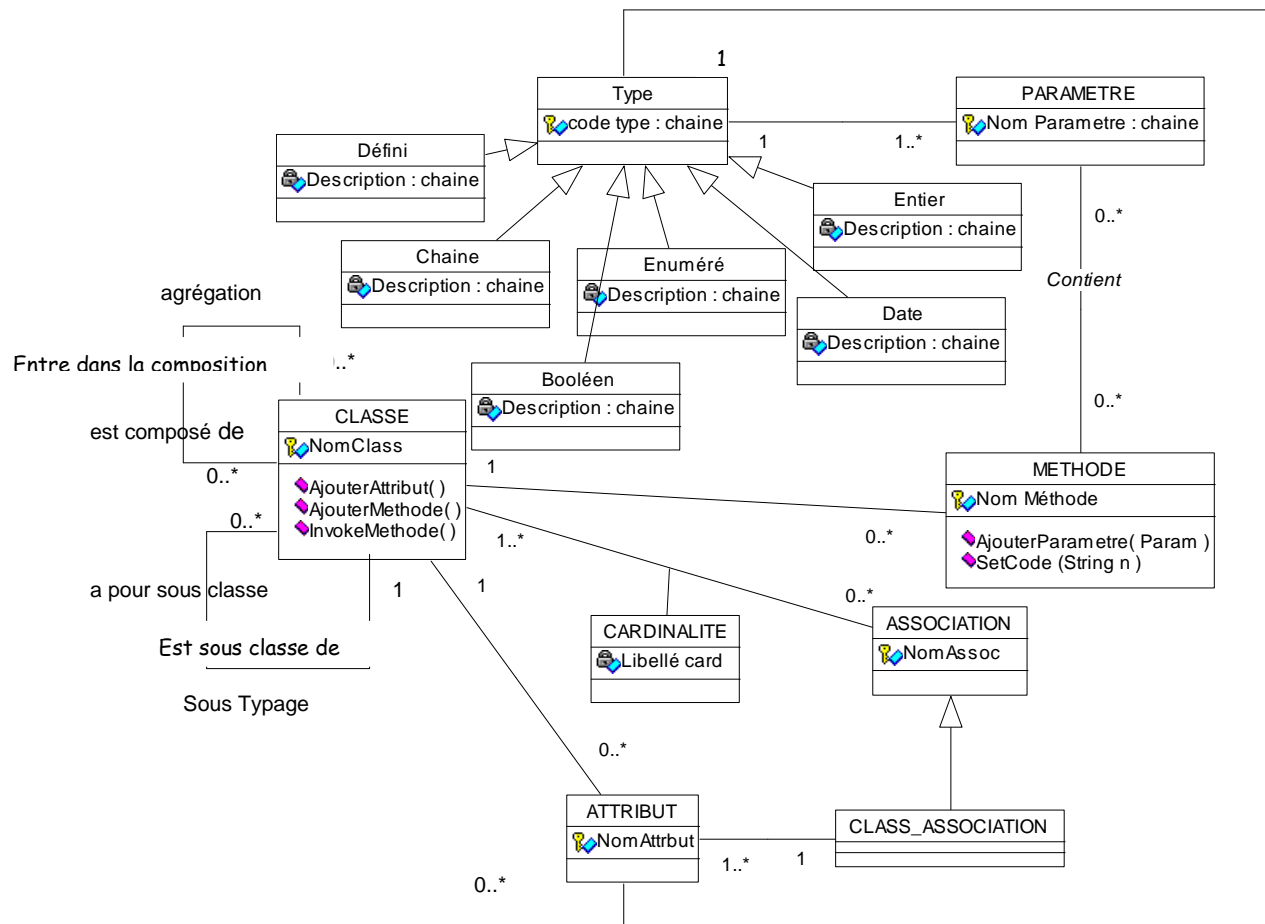 1
Type
code type : chaine
PARAMETRE
Nom Parametre : chaine
1
1..*
Défini
Description : chaine
Entier
Description : chaine
0..*
Chaine
Description : chaine
Enuméré
Description : chaine
Contient
agrégation
Date
Description : chaine
Entre dans la composition
..*
Booléen
Description : chaine
0..*
CLASSE
NomClass
AjouterAttribut( )
AjouterMethode( )
InvokeMethode( )
est composé de
0..*
1
METHODE
Nom Méthode
AjouterParametre( Param )
SetCode (String n )
0..*
0..*
1..*
a pour sous classe
1
1
0..*
Est sous classe de
CARDINALITE
Libellé card
ASSOCIATION
NomAssoc
Sous Typage
0..*
ATTRIBUT
NomAttrbut
CLASS_ASSOCIATION
1..*
1
0..*